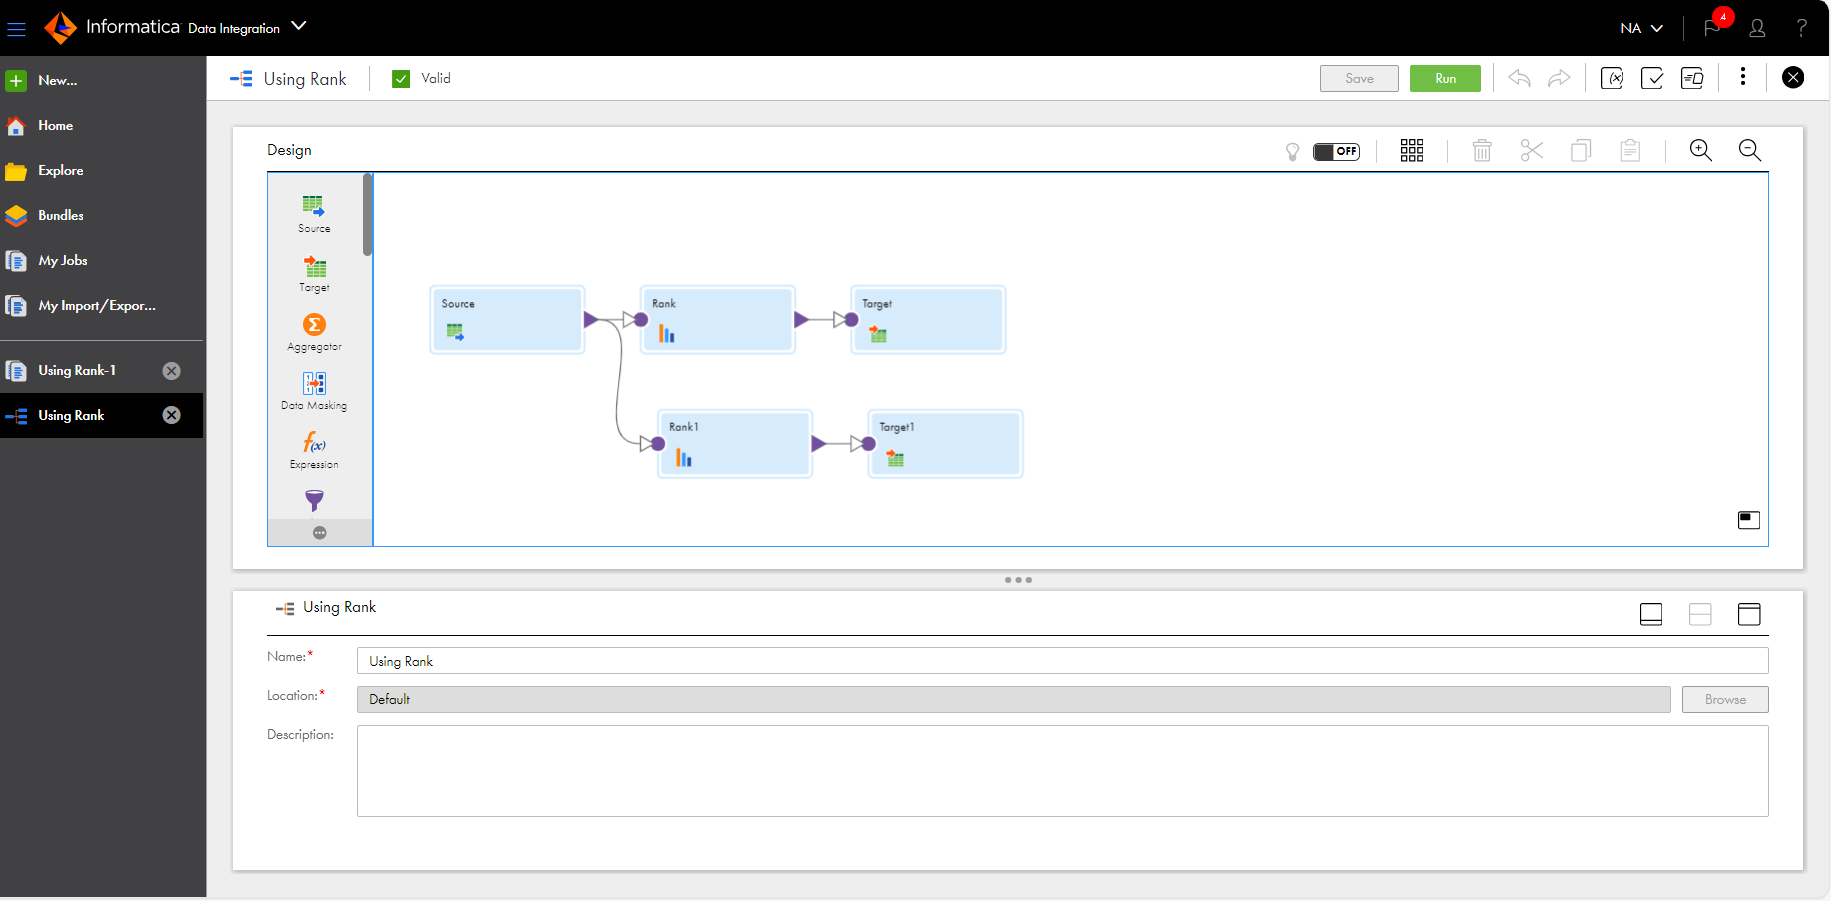 Informatica Data Integration
NA
4
?
New...
Home
Explore
Bundles
My Jobs
My Import/Expor...
Using Rank-1
Using Rank
Using Rank
Valid
Save
Run
Design
OFF
Source
Target
Aggregator
Data Masking
f(x)
Expression
Source
Rank
Target
Rank1
Target1
Using Rank
Name:*
Using Rank
Location:*
Default
Browse
Description: